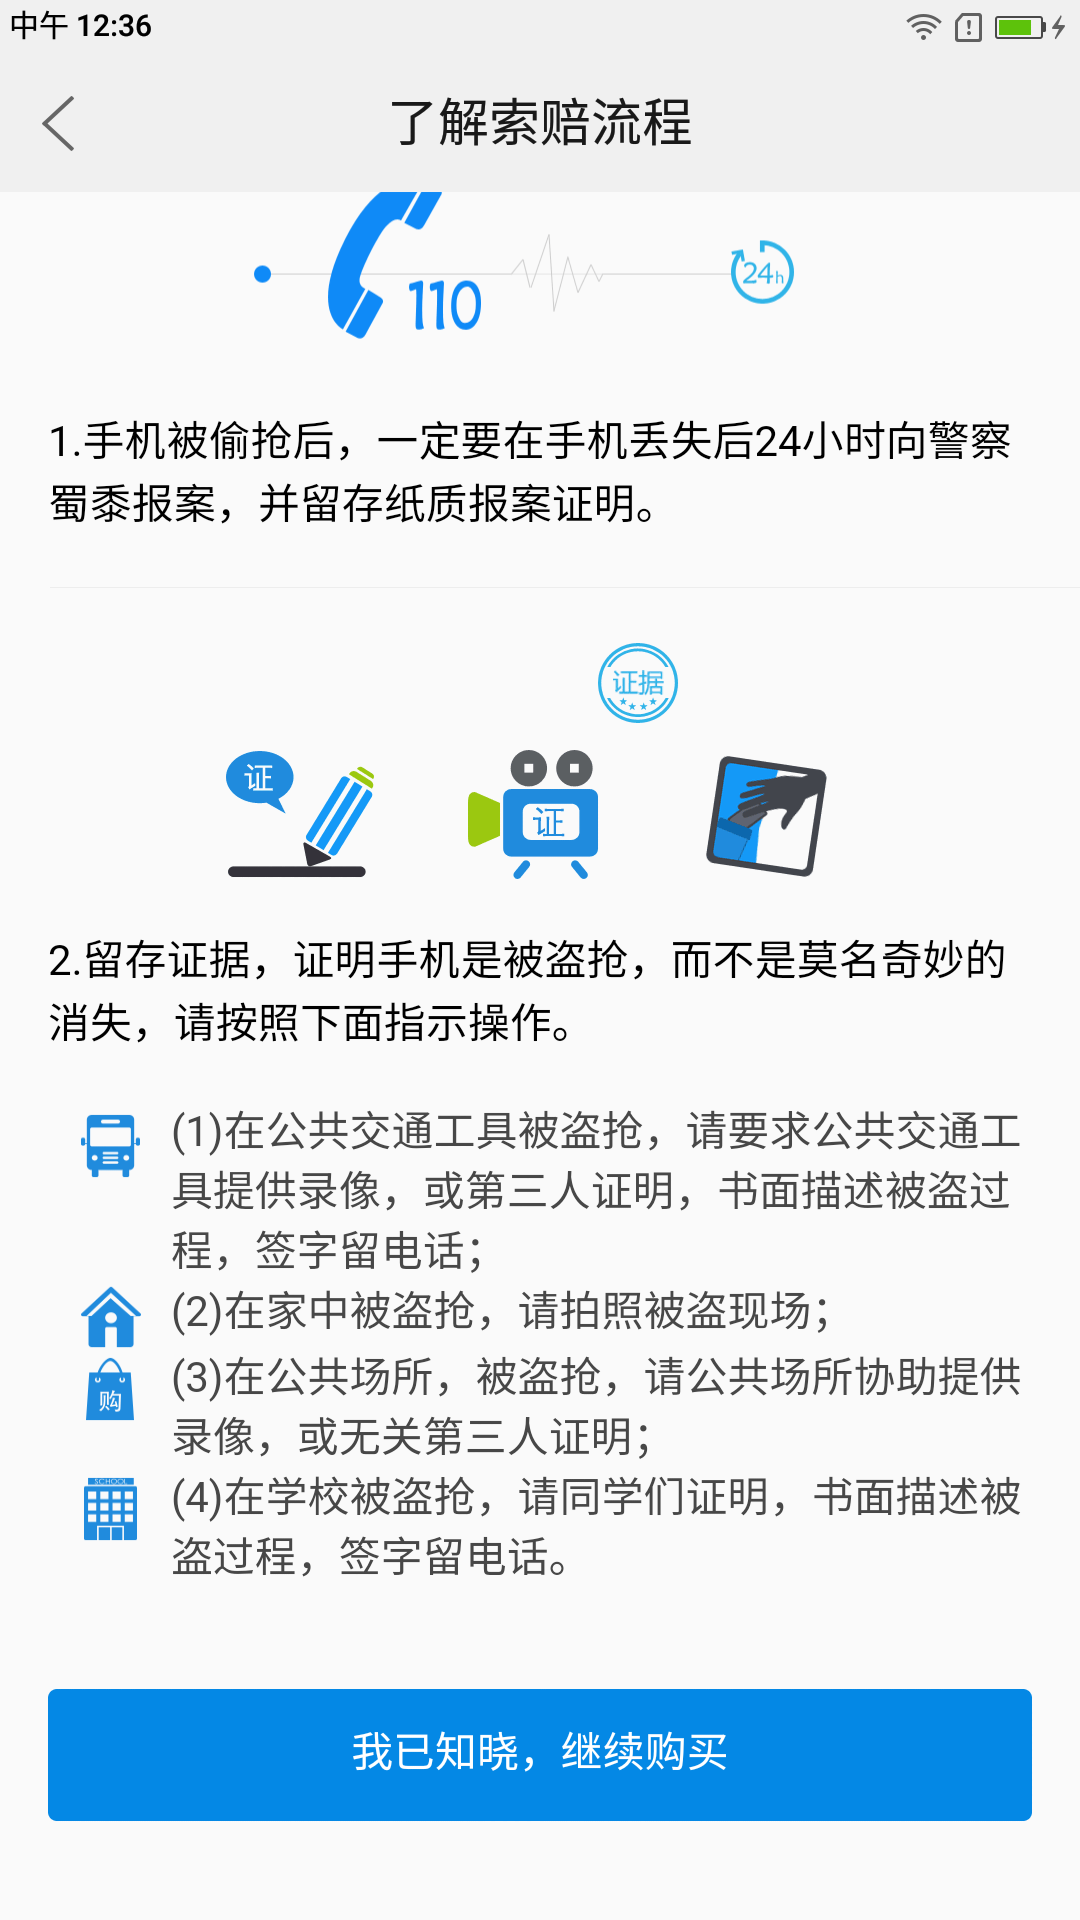 中午 12:36
了解索赔流程
110
24h
1.手机被偷抢后，一定要在手机丢失后24小时向警察
蜀黍报案，并留存纸质报案证明。
证据
证
证
2.留存证据，证明手机是被盗抢，而不是莫名奇妙的
消失，请按照下面指示操作。
(1)在公共交通工具被盗抢，请要求公共交通工
具提供录像，或第三人证明，书面描述被盗过
程，签字留电话；
(2)在家中被盗抢，请拍照被盗现场；
(3)在公共场所，被盗抢，请公共场所协助提供
购
录像，或无关第三人证明；
SCHOOL
(4)在学校被盗抢，请同学们证明，书面描述被
盗过程，签字留电话。
我已知晓，继续购买